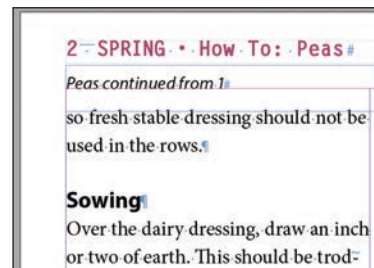 2 SPRING • How To: Peas
Peas continued from 1
so fresh stable dressing should not be
used in the rows.
Sowing
Over the dairy dressing, draw an inch
or two of earth. This should be trod-